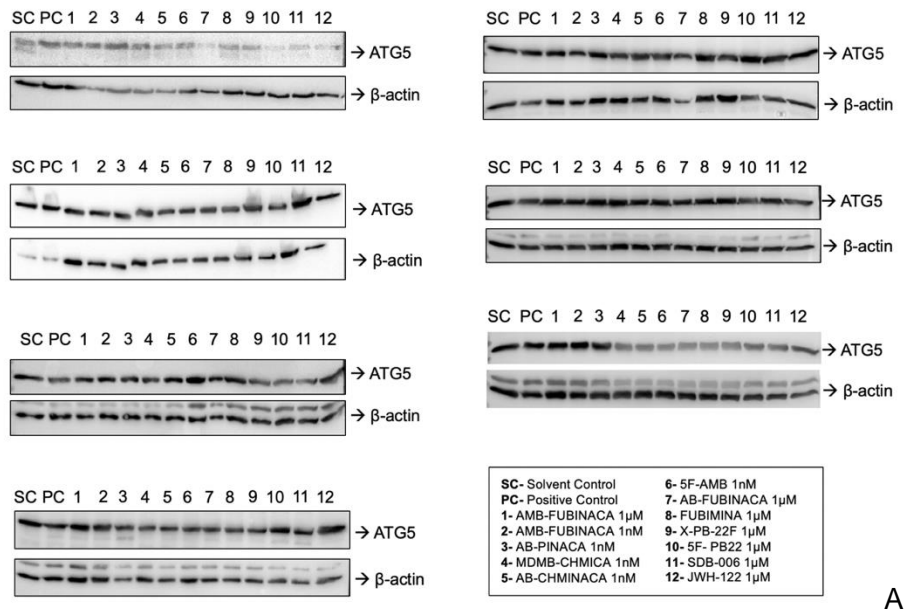 SC PC 1 2 3 4 5 6 7 8 9 10 11 12
→ ATG5
→ β-actin
SC PC 1 2 3 4 5 6 7 8 9 10 11 12
→ ATG5
→ β-actin
SC PC 1 2 3 4 5 6 7 8 9 10 11 12
→ ATG5
→ β-actin
SC PC 1 2 3 4 5 6 7 8 9 10 11 12
→ ATG5
→ β-actin
SC PC 1 2 3 4 5 6 7 8 9 10 11 12
→ ATG5
→ β-actin
SC PC 1 2 3 4 5 6 7 8 9 10 11 12
→ ATG5
→ β-actin
SC PC 1 2 3 4 5 6 7 8 9 10 11 12
→ ATG5
→ β-actin
SC- Solvent Control
PC- Positive Control
1- AMB-FUBINACA 1µM
2- AMB-FUBINACA 1nM
3- AB-PINACA 1nM
4- MDMB-CHMICA 1nM
5- AB-CHMINACA 1nM
6- 5F-AMB 1nM
7- AB-FUBINACA 1µM
8- FUBIMINA 1µM
9- X-PB-22F 1µM
10- 5F- PB22 1µM
11- SDB-006 1µM
12- JWH-122 1µM
A